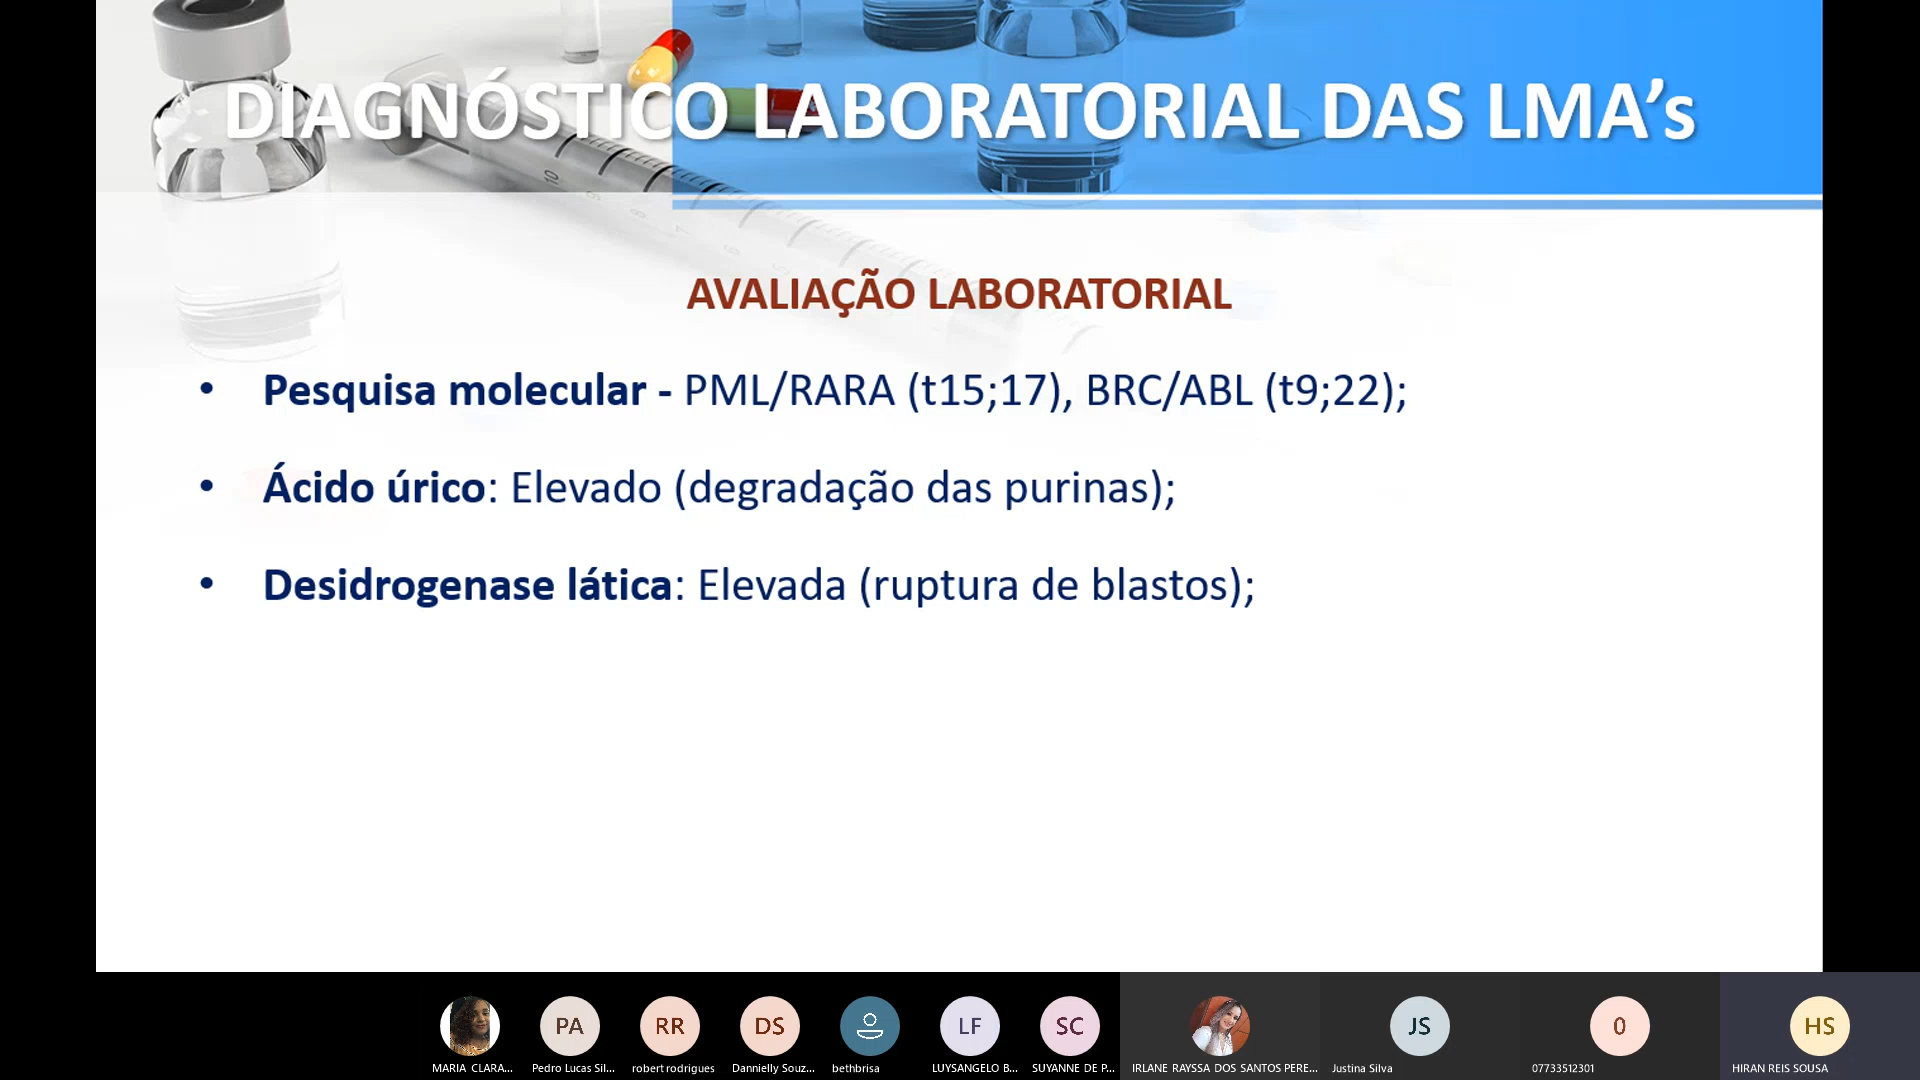 DIAGNÓSTICO LABORATORIAL DAS LMA’s
10
AVALIAÇÃO LABORATORIAL
• Pesquisa molecular - PML/RARA (t15;17), BRC/ABL (t9;22);
• Ácido úrico: Elevado (degradação das purinas);
• Desidrogenase lática: Elevada (ruptura de blastos);
PA RR DS LF SC JS 0 HS
MARIA CLARA... Pedro Lucas Sil... robert rodrigues Dannielly Souz... bethbrisa LUYSANGELO B... SUYANNE DE P... IRLANE RAYSSA DOS SANTOS PERE... Justina Silva 07733512301 HIRAN REIS SOUSA